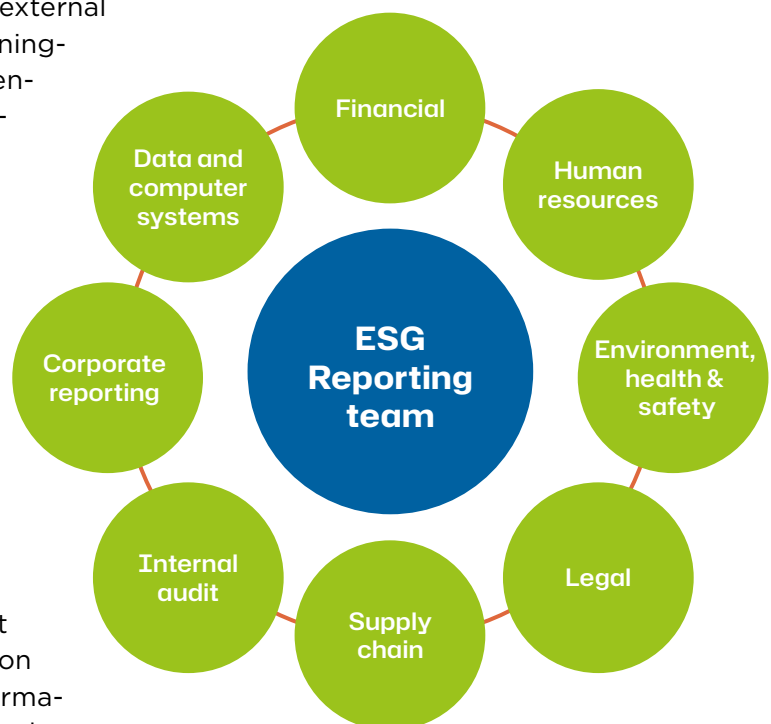 external
ning-
en-
-
Financial
Data and
computer
systems
Human
resources
ESG
Reporting
team
Corporate
reporting
Environment,
health &
safety
Internal
audit
Legal
Supply
chain
t
on
rma-